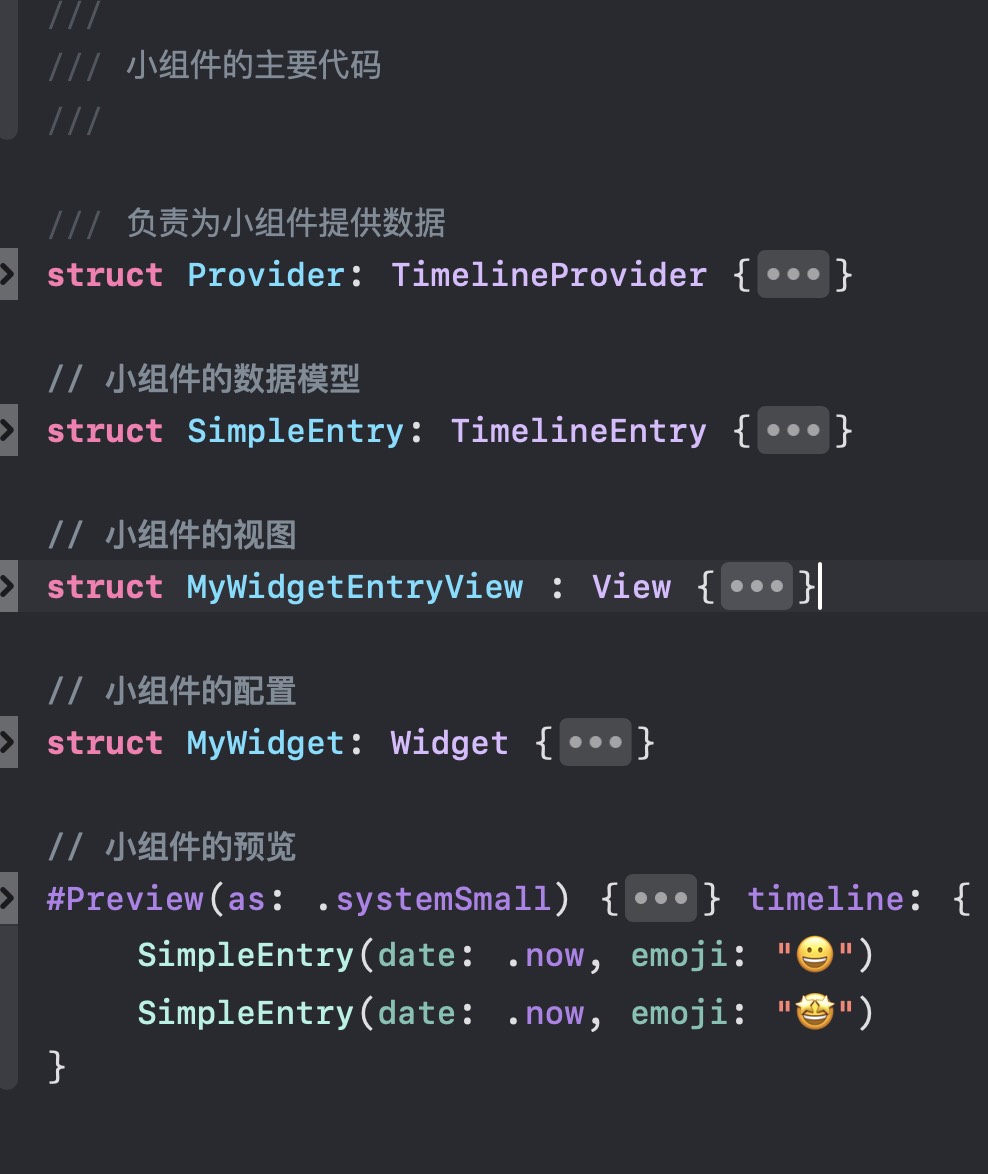 ///
/// 小组件的主要代码
///
/// 负责为小组件提供数据
struct Provider: TimelineProvider {•••}
// 小组件的数据模型
struct SimpleEntry: TimelineEntry {•••}
// 小组件的视图
struct MyWidgetEntryView : View {•••}
// 小组件的配置
struct MyWidget: Widget {•••}
// 小组件的预览
#Preview(as: .systemSmall) {•••} timeline: {
    SimpleEntry(date: .now, emoji: "😀")
    SimpleEntry(date: .now, emoji: "🤩")
}